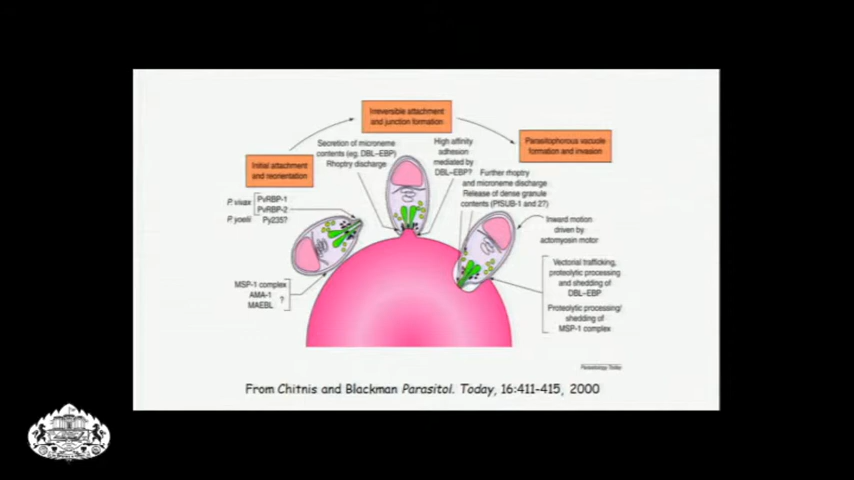 Irreversible attachment
and junction formation
Initial attachment
and reorientation
Parasitophorous vacuole
formation and invasion
Secretion of microneme
contents (eg. DBL–EBP)
Rhoptry discharge
High affinity
adhesion
mediated by
DBL–EBP?
Further rhoptry
and microneme discharge
Release of dense granule
contents (PfSUB-1 and 2?)
P. vivax
PvRBP-1
PvRBP-2
P. yoelii
Py235?
Inward motion
driven by
actomyosin motor
MSP-1 complex
AMA-1
MAEBL
?
Vectorial trafficking,
proteolytic processing
and shedding of
DBL–EBP
Proteolytic processing/
shedding of
MSP-1 complex
Parasitology Today
From Chitnis and Blackman Parasitol. Today, 16:411-415, 2000